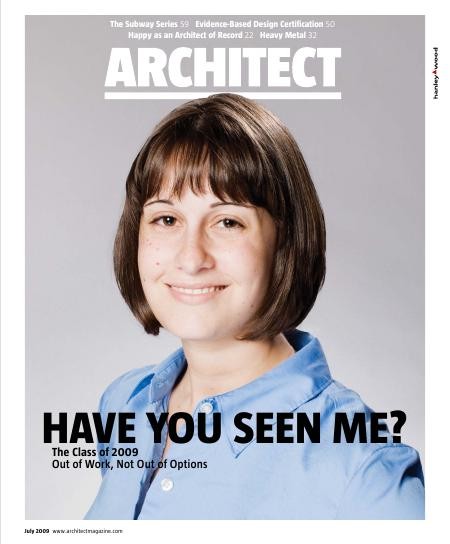 The Subway Series 59 Evidence-Based Design Certification 50
Happy as an Architect of Record 22 Heavy Metal 32
ARCHITECT
hanley wood
HAVE YOU SEEN ME?
The Class of 2009
Out of Work, Not Out of Options
July 2009 www.architectmagazine.com